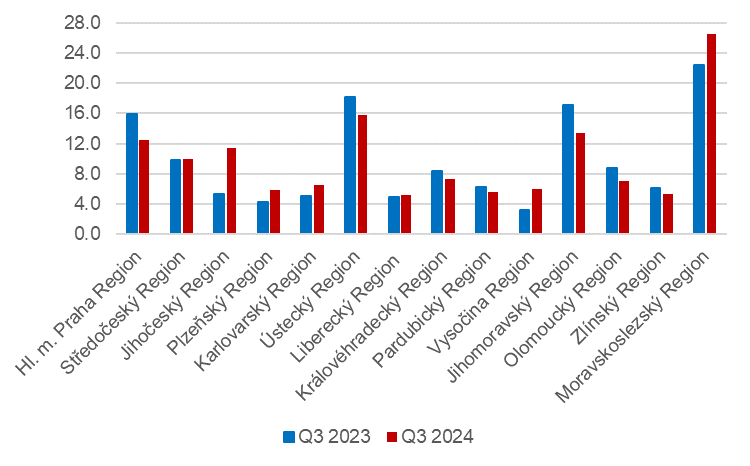 28.0
24.0
20.0
16.0
12.0
8.0
4.0
0.0
Hl. m. Praha Region
Středočeský Region
Jihočeský Region
Plzeňský Region
Karlovarský Region
Ústecký Region
Liberecký Region
Královéhradecký Region
Pardubický Region
Vysočina Region
Jihomoravský Region
Olomoucký Region
Zlínský Region
Moravskoslezský Region
Q3 2023 Q3 2024